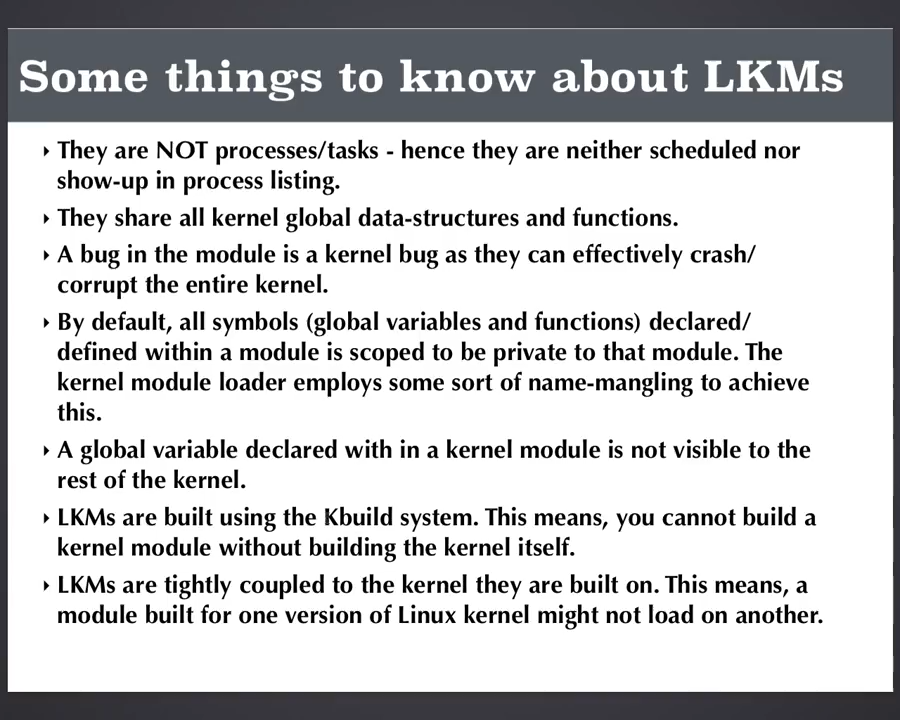 Some things to know about LKMs
‣ They are NOT processes/tasks - hence they are neither scheduled nor
show-up in process listing.
‣ They share all kernel global data-structures and functions.
‣ A bug in the module is a kernel bug as they can effectively crash/
corrupt the entire kernel.
‣ By default, all symbols (global variables and functions) declared/
defined within a module is scoped to be private to that module. The
kernel module loader employs some sort of name-mangling to achieve
this.
‣ A global variable declared with in a kernel module is not visible to the
rest of the kernel.
‣ LKMs are built using the Kbuild system. This means, you cannot build a
kernel module without building the kernel itself.
‣ LKMs are tightly coupled to the kernel they are built on. This means, a
module built for one version of Linux kernel might not load on another.